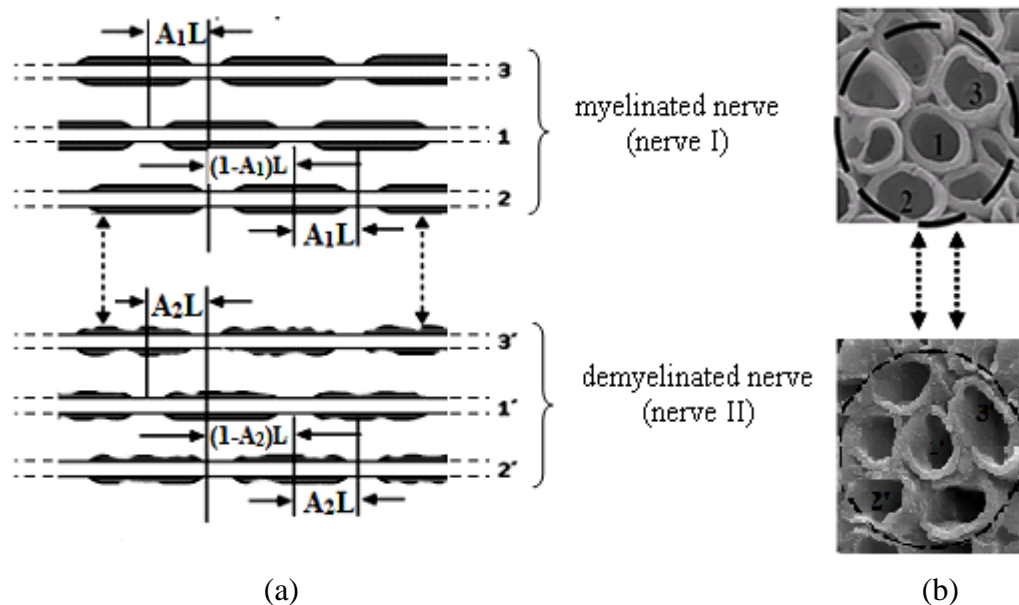 A1L
3
1
(1-A1)L
2
A1L
myelinated nerve
(nerve I)
A2L
3'
1'
(1-A2)L
2'
A2L
demyelinated nerve
(nerve II)
3
1
2
3'
1'
2'
(a)
(b)